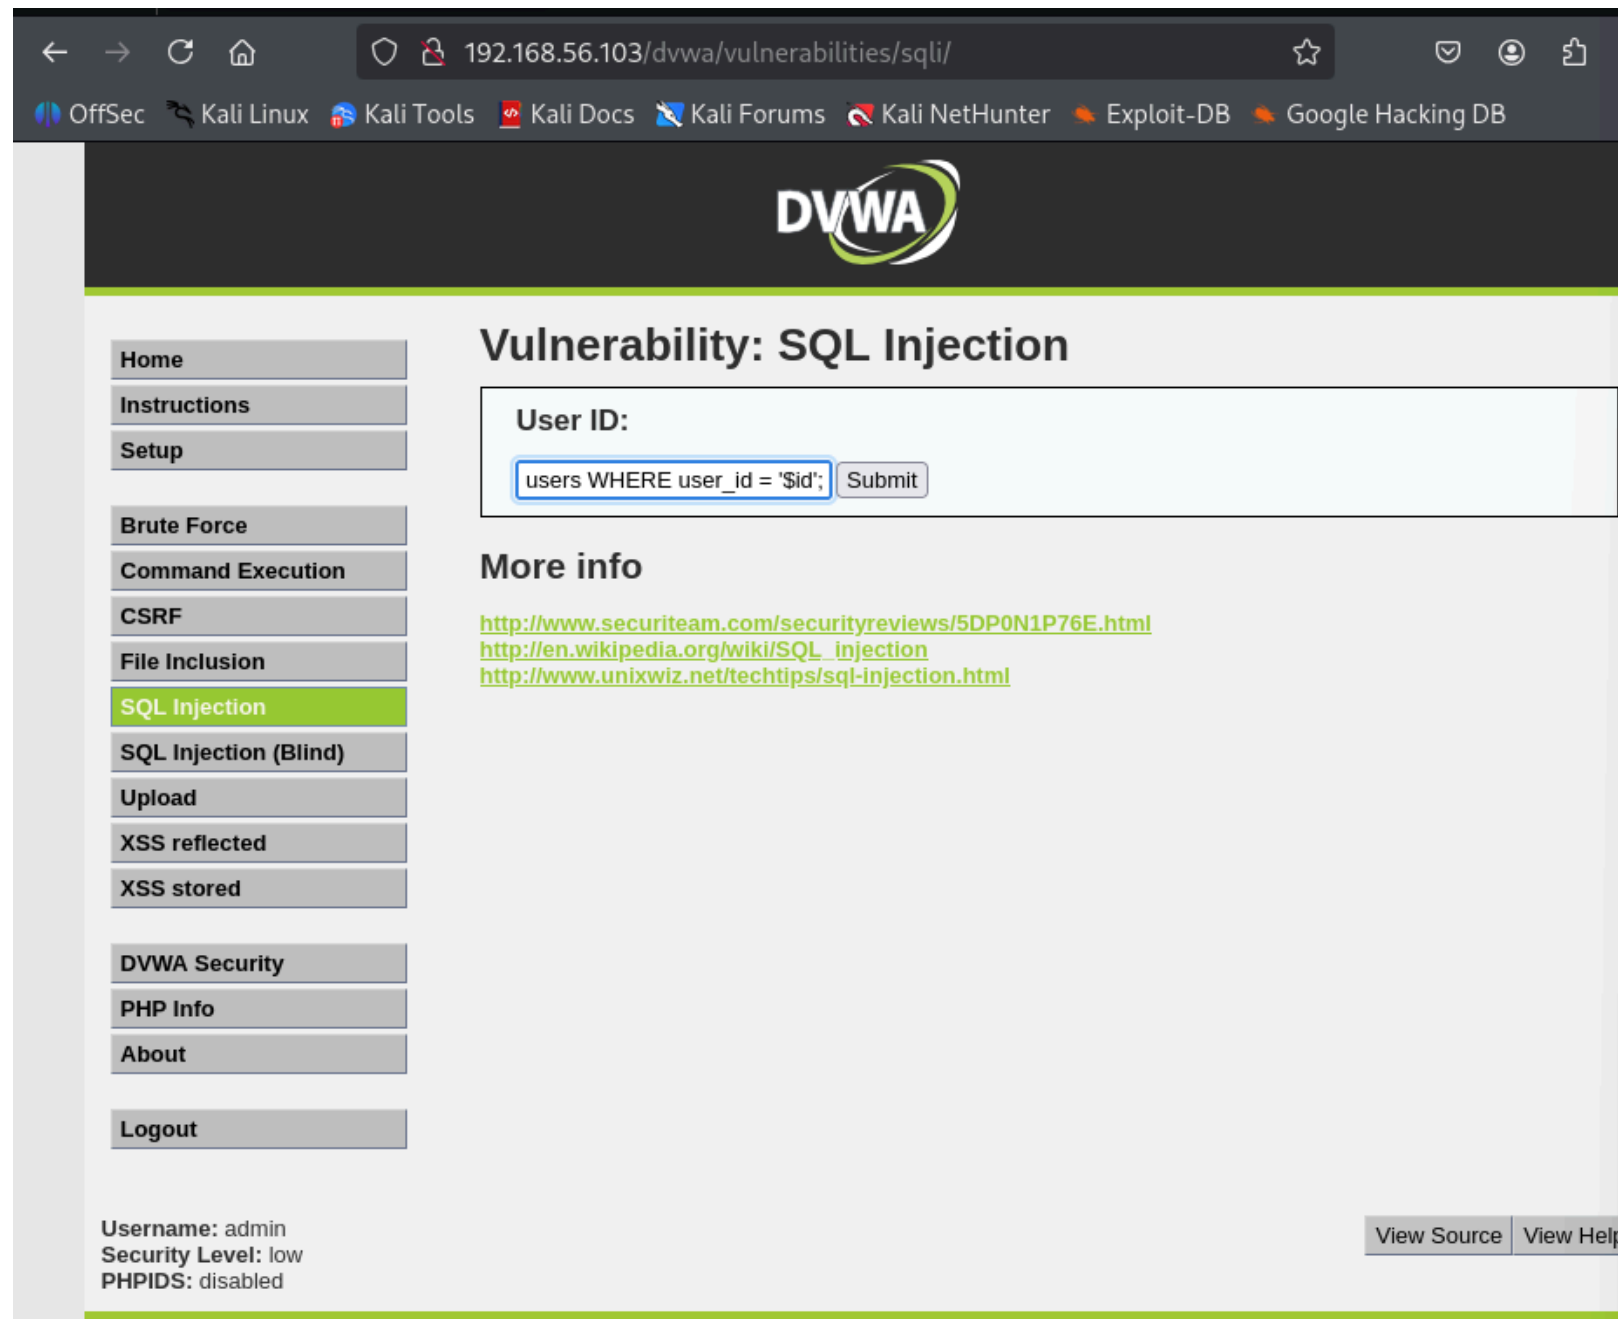 192.168.56.103/dvwa/vulnerabilities/sqli/
OffSec Kali Linux Kali Tools Kali Docs Kali Forums Kali NetHunter Exploit-DB Google Hacking DB
DVWA
Vulnerability: SQL Injection
Home
Instructions
Setup
User ID:
users WHERE user_id = '$id'; Submit
Brute Force
Command Execution
CSRF
File Inclusion
SQL Injection
SQL Injection (Blind)
Upload
XSS reflected
XSS stored
More info
http://www.securiteam.com/securityreviews/5DP0N1P76E.html
http://en.wikipedia.org/wiki/SQL_injection
http://www.unixwiz.net/techtips/sql-injection.html
DVWA Security
PHP Info
About
Logout
Username: admin
Security Level: low
PHPIDS: disabled
View Source View Help